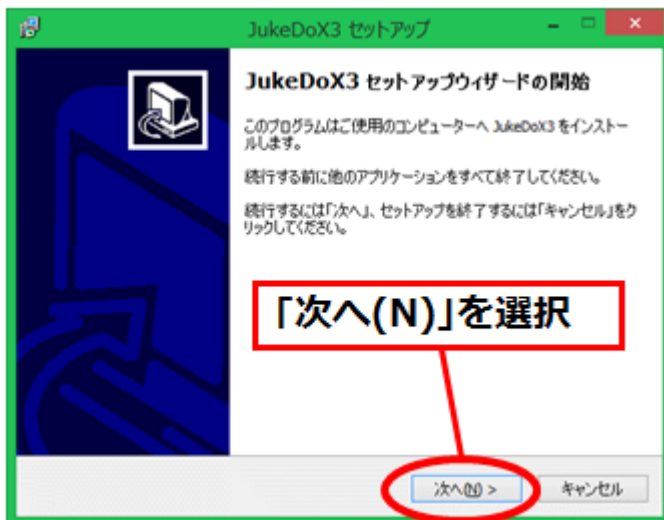 JukeDoX3 セットアップ
JukeDoX3 セットアップウィザードの開始
このプログラムはご使用のコンピューターへ JukeDoX3 をインストー
ルします。
続行する前に他のアプリケーションをすべて終了してください。
続行するには「次へ」、セットアップを終了するには「キャンセル」をク
リックしてください。
「次へ(N)」を選択
次へ(N) >
キャンセル